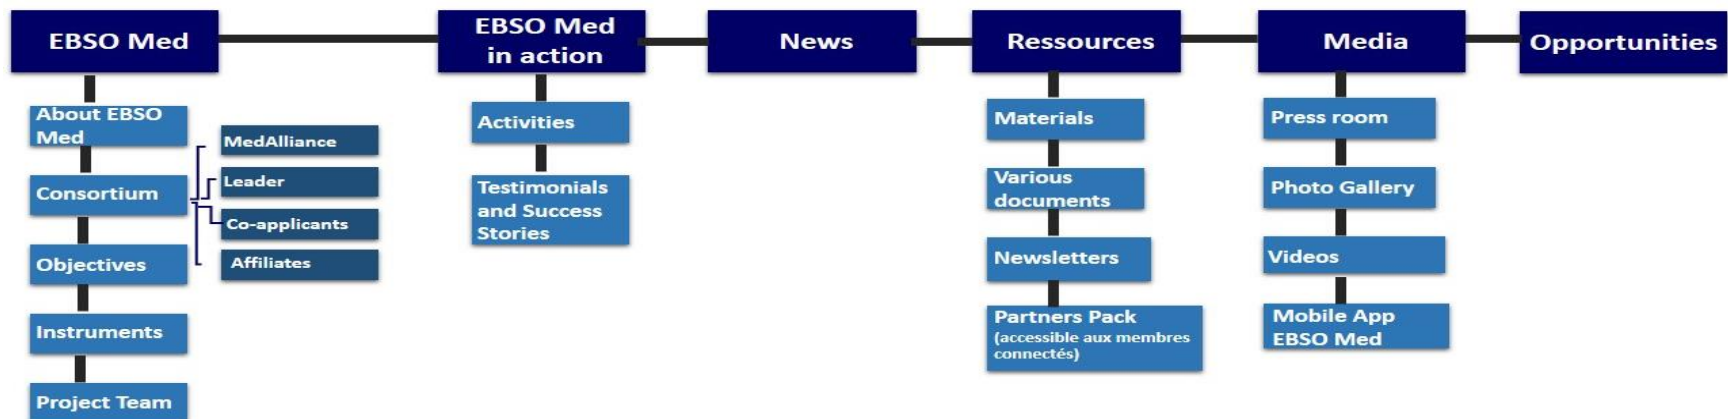 EBSO Med
EBSO Med
in action
News
Ressources
Media
Opportunities
About EBSO
Med
Consortium
MedAlliance
Leader
Co-applicants
Affiliates
Objectives
Instruments
Project Team
Activities
Testimonials
and Success
Stories
Materials
Various
documents
Newsletters
Partners Pack
(accessible aux membres
connectés)
Press room
Photo Gallery
Videos
Mobile App
EBSO Med